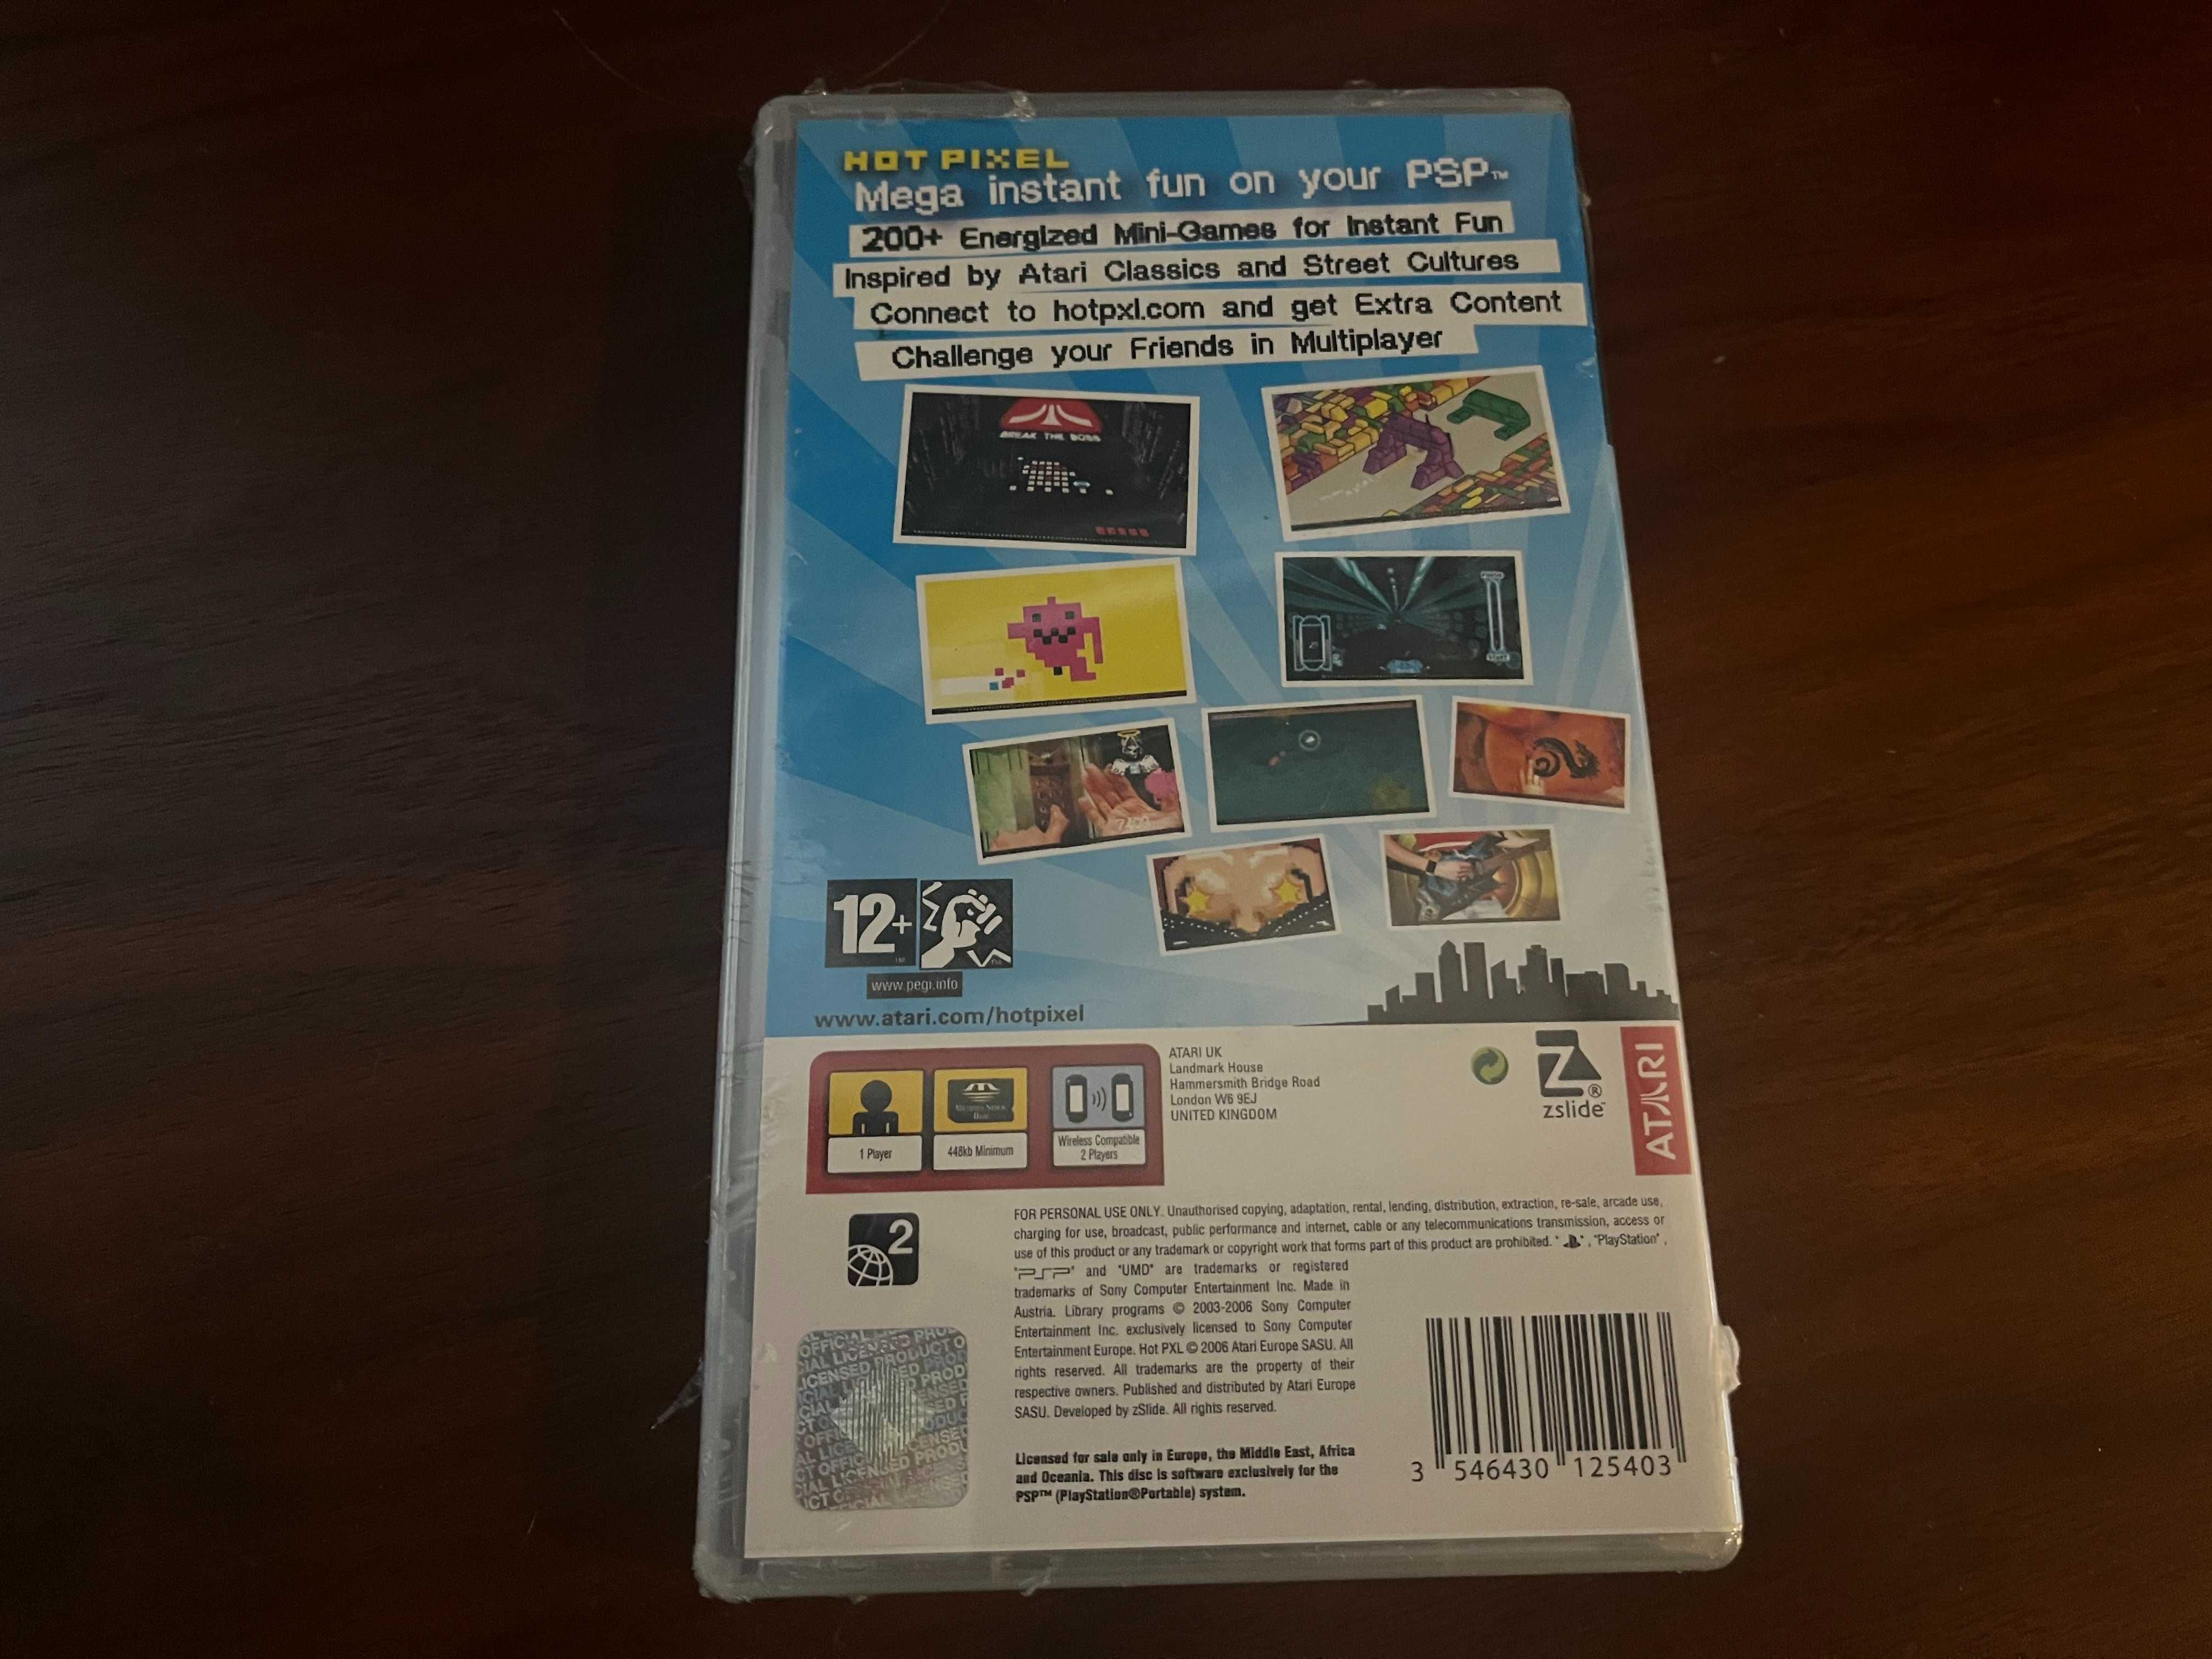 HOT PIXEL
Mega instant fun on your PSP™
200+ Energized Mini-Games for Instant Fun
Inspired by Atari Classics and Street Cultures
Connect to hotpxl.com and get Extra Content
Challenge your Friends in Multiplayer
BREAK THE BOSS
12+
www.pegi.info
www.atari.com/hotpixel
1 Player
448kb Minimum
Wireless Compatible
2 Players
ATARI UK
Landmark House
Hammersmith Bridge Road
London W6 9EJ
UNITED KINGDOM
Z®
zslide™
ATARI
2
FOR PERSONAL USE ONLY. Unauthorised copying, adaptation, rental, lending, distribution, extraction, re-sale, arcade use,
charging for use, broadcast, public performance and internet, cable or any telecommunications transmission, access or
use of this product or any trademark or copyright work that forms part of this product are prohibited. " ", "PlayStation",
"PSP" and "UMD" are trademarks or registered
trademarks of Sony Computer Entertainment Inc. Made in
Austria. Library programs © 2003-2006 Sony Computer
Entertainment Inc. exclusively licensed to Sony Computer
Entertainment Europe. Hot PXL © 2006 Atari Europe SASU. All
rights reserved. All trademarks are the property of their
respective owners. Published and distributed by Atari Europe
SASU. Developed by zSlide. All rights reserved.
Licensed for sale only in Europe, the Middle East, Africa
and Oceania. This disc is software exclusively for the
PSP™ (PlayStation®Portable) system.
OFFICIAL LICENSED PRODUCT
3 546430 125403